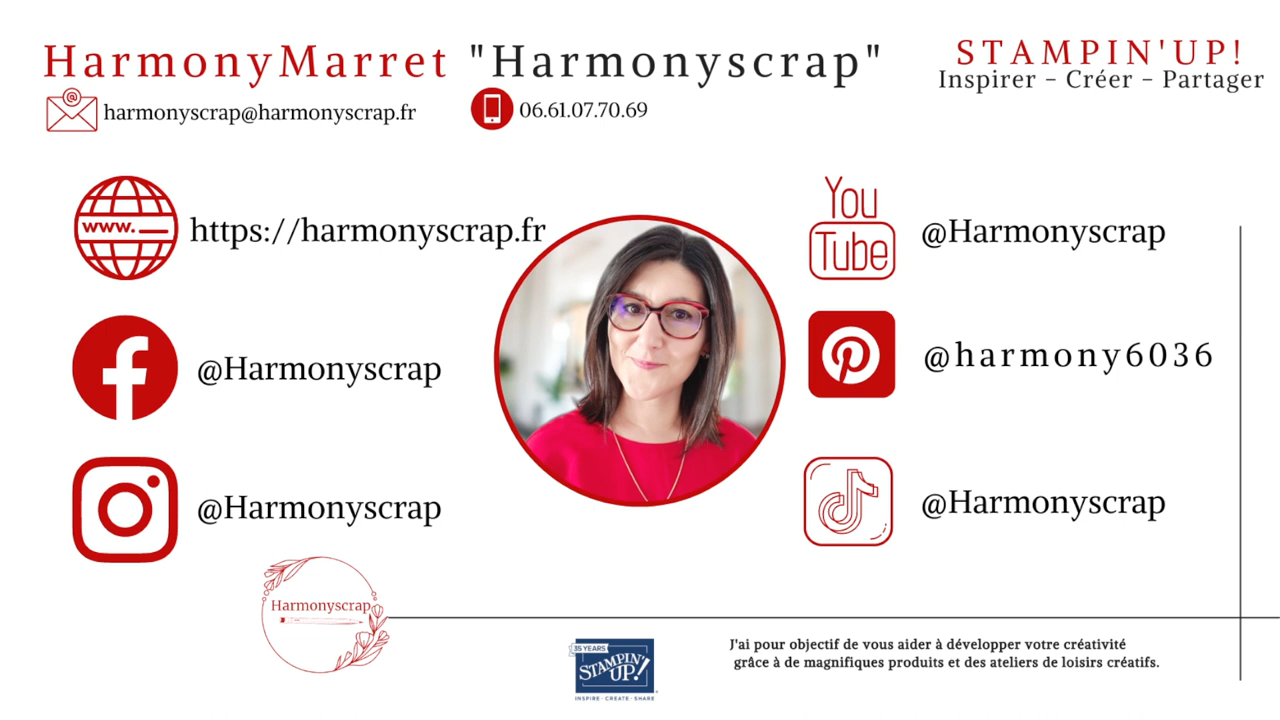 HarmonyMarret "Harmonyscrap"
STAMPIN'UP!
Inspirer – Créer – Partager
@
harmonyscrap@harmonyscrap.fr
06.61.07.70.69
www.
https://harmonyscrap.fr
You
Tube
@Harmonyscrap
@Harmonyscrap
@harmony6036
@Harmonyscrap
@Harmonyscrap
Harmonyscrap
35 YEARS
STAMPIN'
UP!
INSPIRE · CREATE · SHARE
J'ai pour objectif de vous aider à développer votre créativité
grâce à de magnifiques produits et des ateliers de loisirs créatifs.